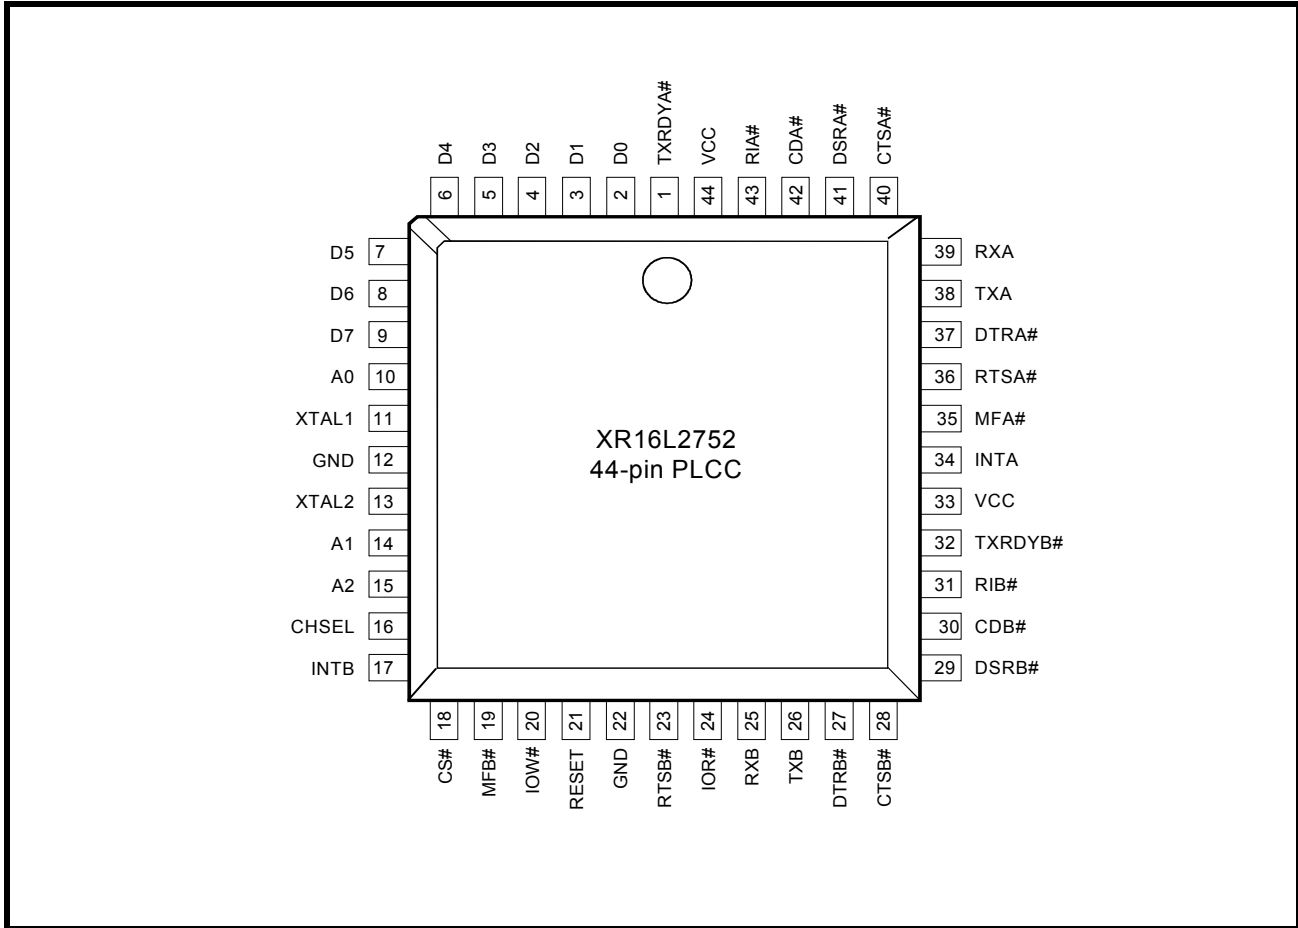 D4 D3 D2 D1 D0 TXRDYA# VCC RIA# CDA# DSRA# CTSA#
6 5 4 3 2 1 44 43 42 41 40
D5 7 39 RXA
D6 8 38 TXA
D7 9 37 DTRA#
A0 10 36 RTSA#
XTAL1 11 35 MFA#
XR16L2752
44-pin PLCC
GND 12 34 INTA
XTAL2 13 33 VCC
A1 14 32 TXRDYB#
A2 15 31 RIB#
CHSEL 16 30 CDB#
INTB 17 29 DSRB#
18 19 20 21 22 23 24 25 26 27 28
CS# MFB# IOW# RESET GND RTSB# IOR# RXB TXB DTRB# CTSB#